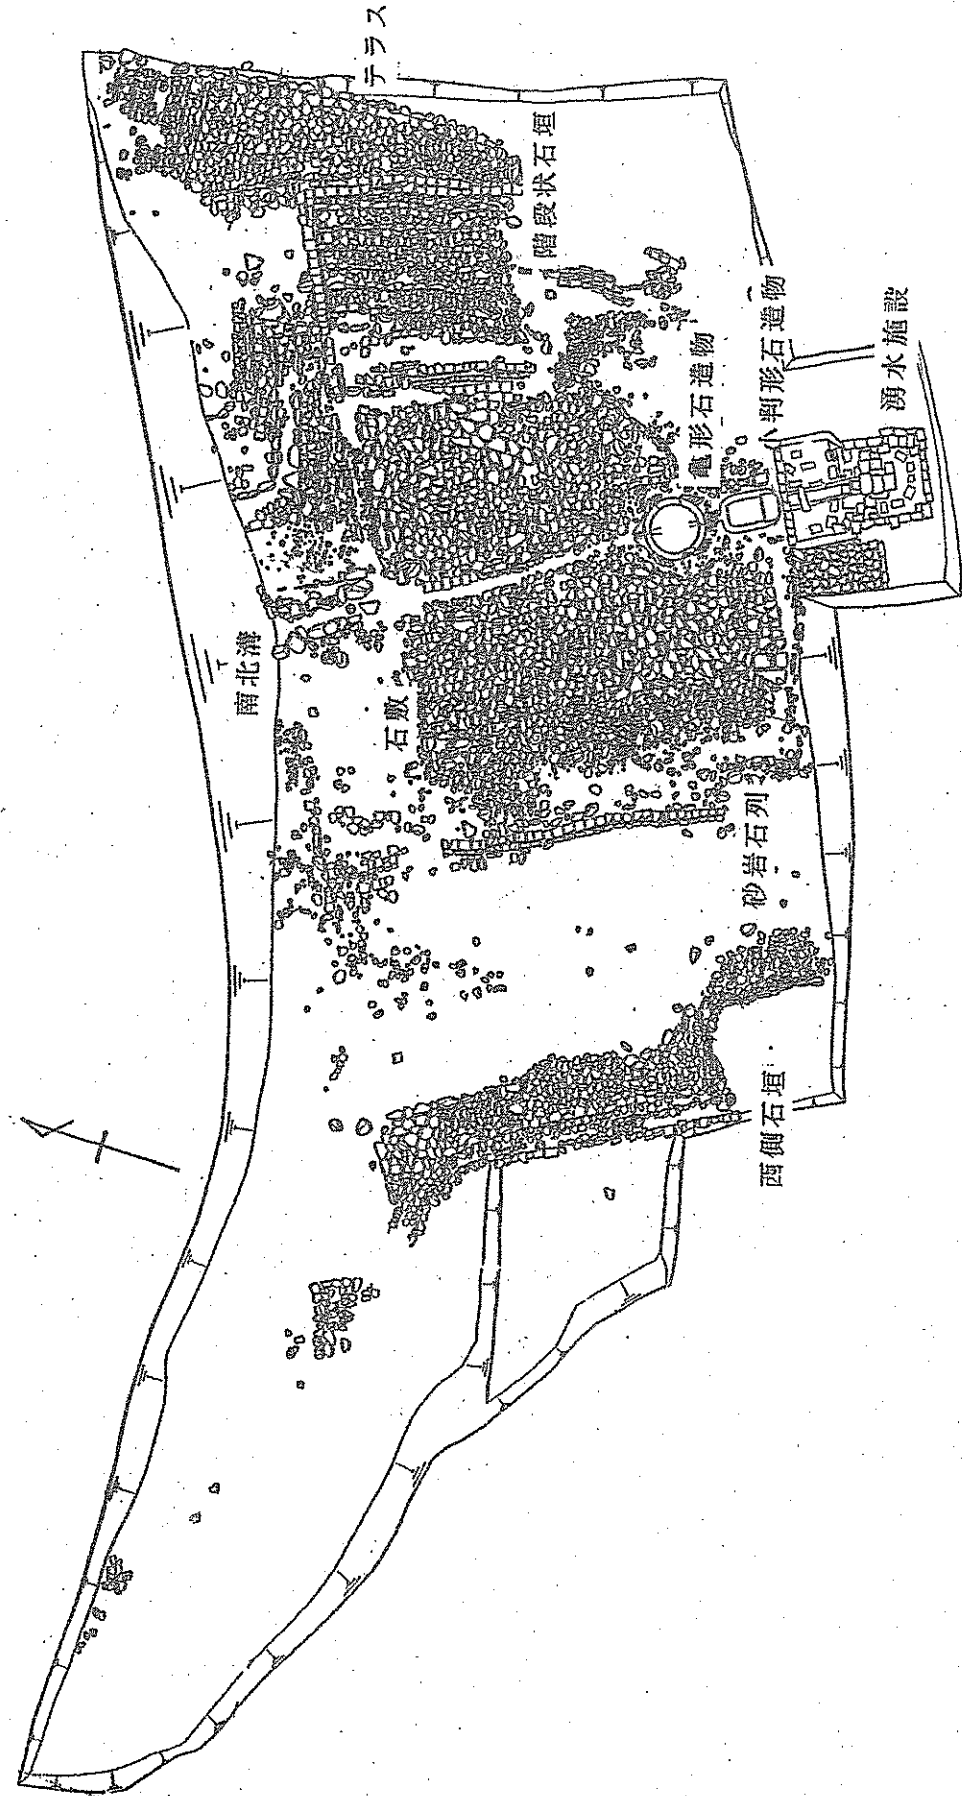 テラス
階段状石垣
亀形石造物
小判形石造物
湧水施設
南北溝
石敷
砂岩石列
西側石垣